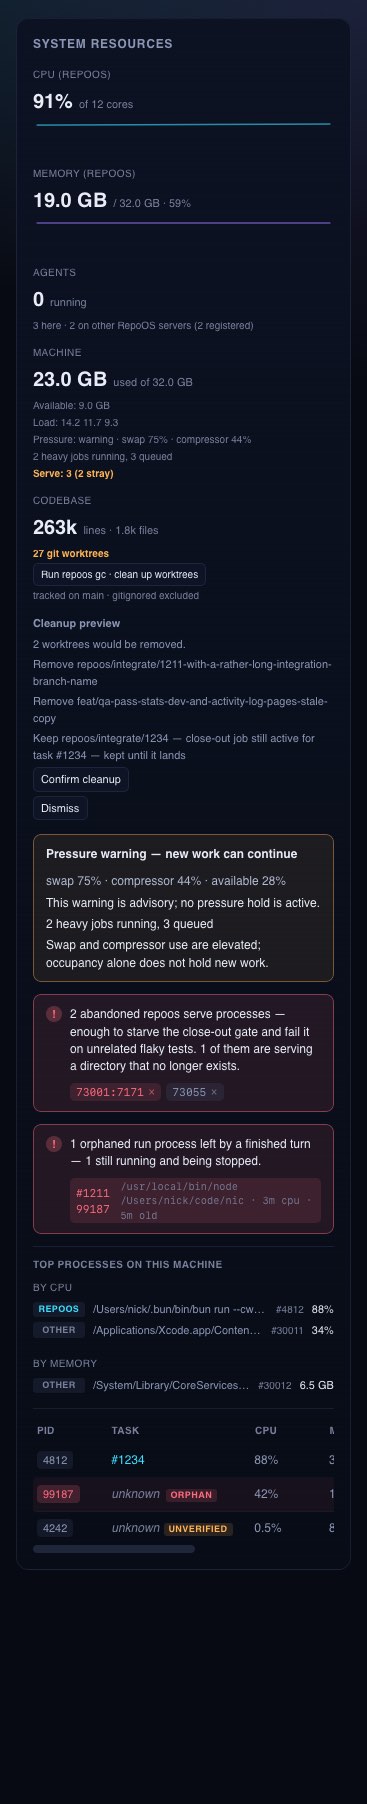 SYSTEM RESOURCES
CPU (REPOOS)
91% of 12 cores
MEMORY (REPOOS)
19.0 GB / 32.0 GB · 59%
AGENTS
0 running
3 here · 2 on other RepoOS servers (2 registered)
MACHINE
23.0 GB used of 32.0 GB
Available: 9.0 GB
Load: 14.2 11.7 9.3
Pressure: warning · swap 75% · compressor 44%
2 heavy jobs running, 3 queued
Serve: 3 (2 stray)
CODEBASE
263k lines · 1.8k files
27 git worktrees
Run repoos gc · clean up worktrees
tracked on main · gitignored excluded
Cleanup preview
2 worktrees would be removed.
Remove repoos/integrate/1211-with-a-rather-long-integration-
branch-name
Remove feat/qa-pass-stats-dev-and-activity-log-pages-stale-
copy
Keep repoos/integrate/1234 — close-out job still active for
task #1234 — kept until it lands
Confirm cleanup
Dismiss
Pressure warning — new work can continue
swap 75% · compressor 44% · available 28%
This warning is advisory; no pressure hold is active.
2 heavy jobs running, 3 queued
Swap and compressor use are elevated;
occupancy alone does not hold new work.
! 2 abandoned repoos serve processes —
enough to starve the close-out gate and fail it
on unrelated flaky tests. 1 of them are serving
a directory that no longer exists.
73001:7171 × 73055 ×
! 1 orphaned run process left by a finished turn
— 1 still running and being stopped.
#1211 /usr/local/bin/node
99187 /Users/nick/code/nic · 3m cpu ·
5m old
TOP PROCESSES ON THIS MACHINE
BY CPU
REPOOS /Users/nick/.bun/bin/bun run --cw... #4812 88%
OTHER /Applications/Xcode.app/Conten... #30011 34%
BY MEMORY
OTHER /System/Library/CoreServices... #30012 6.5 GB
PID TASK CPU
4812 #1234 88% 3
99187 unknown ORPHAN 42% 1
4242 unknown UNVERIFIED 0.5% 8